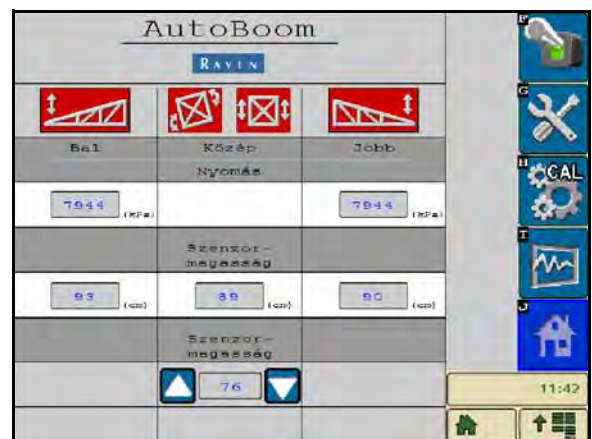 AutoBoom
RAVEN
F
G
H
CAL
I
J
Bal Közép Jobb
Nyomás
7944 (kPa) 7944 (kPa)
Szenzor-
magasság
93 (cm) 89 (cm) 90 (cm)
Szenzor-
magasság
76
11:42